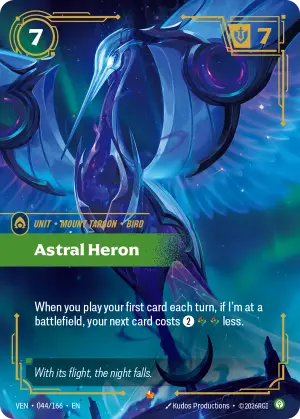 7
7
UNIT • MOUNT TARGON • BIRD
Astral Heron
When you play your first card each turn, if I'm at a
battlefield, your next card costs 2 less.
With its flight, the night falls.
VEN • 044/166 • EN
Kudos Productions • ©2026RGI